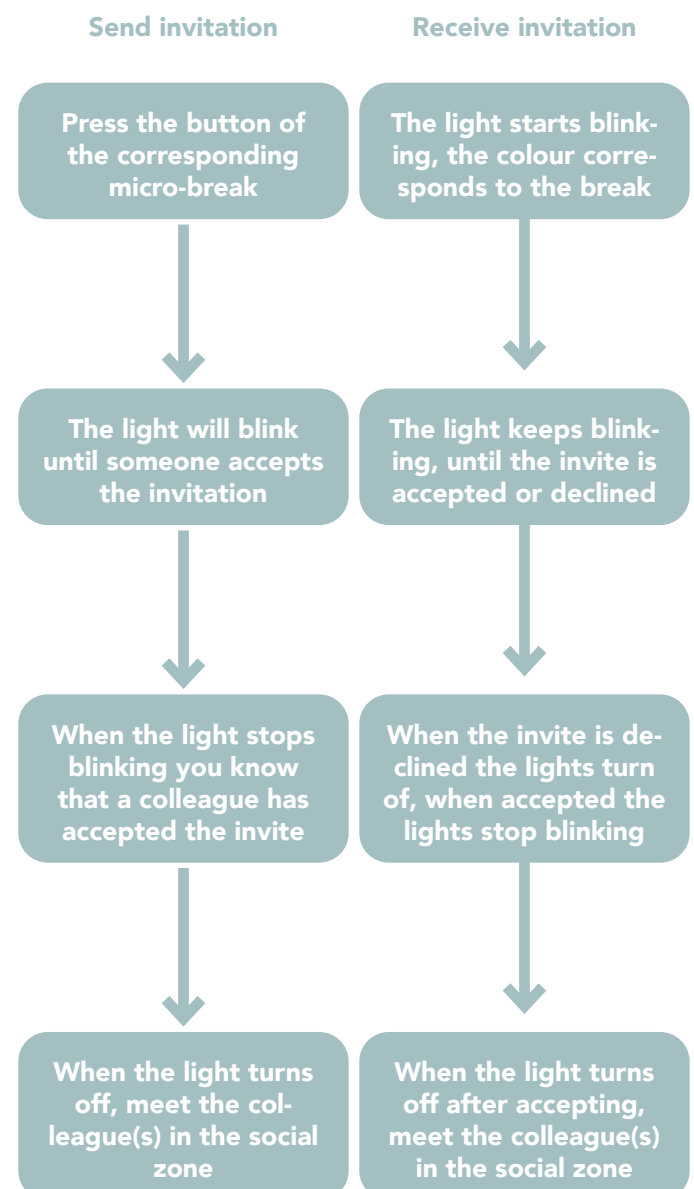 Send invitation
Press the button of
the corresponding
micro-break
The light will blink
until someone accepts
the invitation
When the light stops
blinking you know
that a colleague has
accepted the invite
When the light turns
off, meet the col-
league(s) in the social
zone
Receive invitation
The light starts blink-
ing, the colour corre-
sponds to the break
The light keeps blink-
ing, until the invite is
accepted or declined
When the invite is de-
clined the lights turn
of, when accepted the
lights stop blinking
When the light turns
off after accepting,
meet the colleague(s)
in the social zone